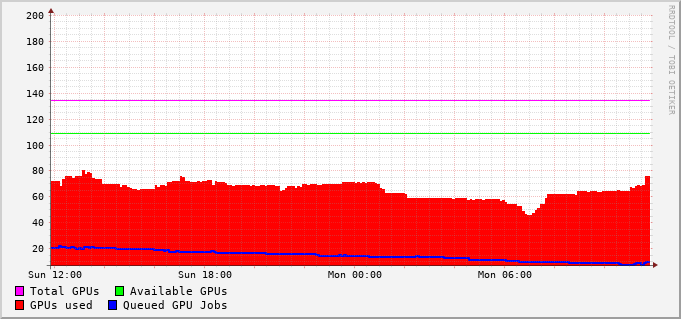 200
180
160
140
120
100
80
60
40
20
Sun 12:00 Sun 18:00 Mon 00:00 Mon 06:00
Total GPUs Available GPUs
GPUs used Queued GPU Jobs
RRDTOOL / TOBI OETIKER